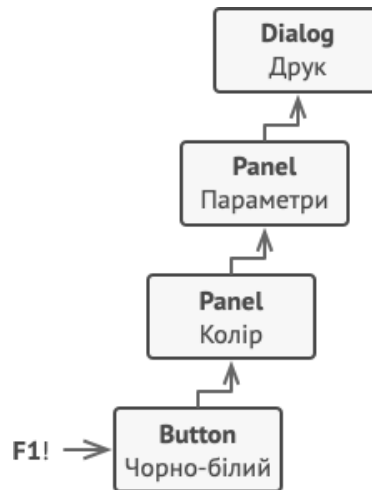 Dialog
Друк
Panel
Параметри
Panel
Колір
Button
F1!
Чорно-білий